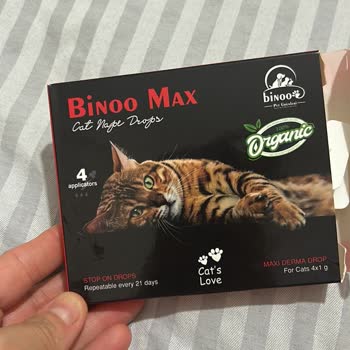 BINOO MAX
Cat Nape Drops
binoo
Pet Garden
Organic
4
applicators
Cat's
Love
STOP ON DROPS
Repeatable every 21 days
MAXI DERMA DROP
For Cats 4x1 g